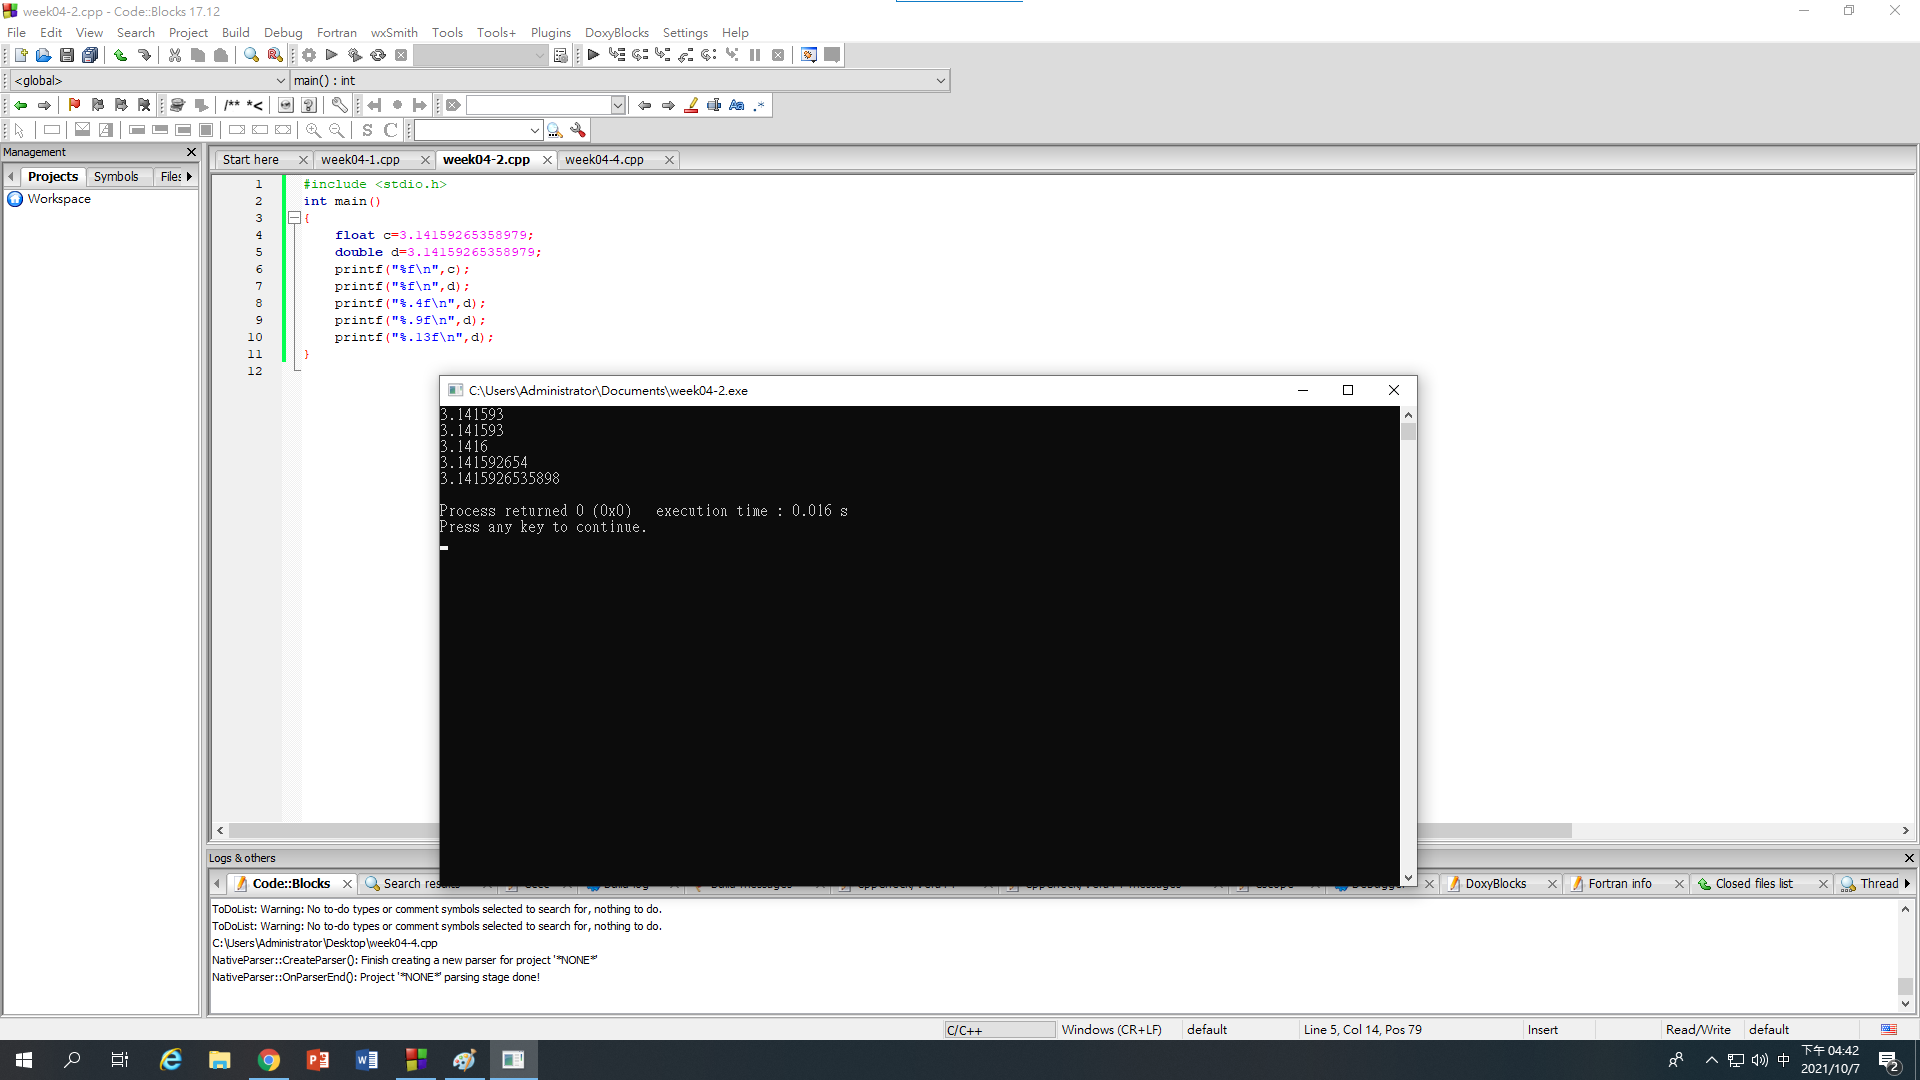 week04-2.cpp - Code::Blocks 17.12
File Edit View Search Project Build Debug Fortran wxSmith Tools Tools+ Plugins DoxyBlocks Settings Help
<global> main() : int
/** *<
S C
Management
Projects Symbols Files
Workspace
Start here week04-1.cpp week04-2.cpp week04-4.cpp
1 #include <stdio.h>
2 int main()
3 {
4 float c=3.14159265358979;
5 double d=3.14159265358979;
6 printf("%f\n",c);
7 printf("%f\n",d);
8 printf("%.4f\n",d);
9 printf("%.9f\n",d);
10 printf("%.13f\n",d);
11 }
12
C:\Users\Administrator\Documents\week04-2.exe
3.141593
3.141593
3.1416
3.141592654
3.1415926535898
Process returned 0 (0x0) execution time : 0.016 s
Press any key to continue.
Logs & others
Code::Blocks Search results DoxyBlocks Fortran info Closed files list Thread
ToDoList: Warning: No to-do types or comment symbols selected to search for, nothing to do.
ToDoList: Warning: No to-do types or comment symbols selected to search for, nothing to do.
C:\Users\Administrator\Desktop\week04-4.cpp
NativeParser::CreateParser(): Finish creating a new parser for project '*NONE*'
NativeParser::OnParserEnd(): Project '*NONE*' parsing stage done!
C/C++ Windows (CR+LF) default Line 5, Col 14, Pos 79 Insert Read/Write default
中 下午 04:42
2021/10/7
2